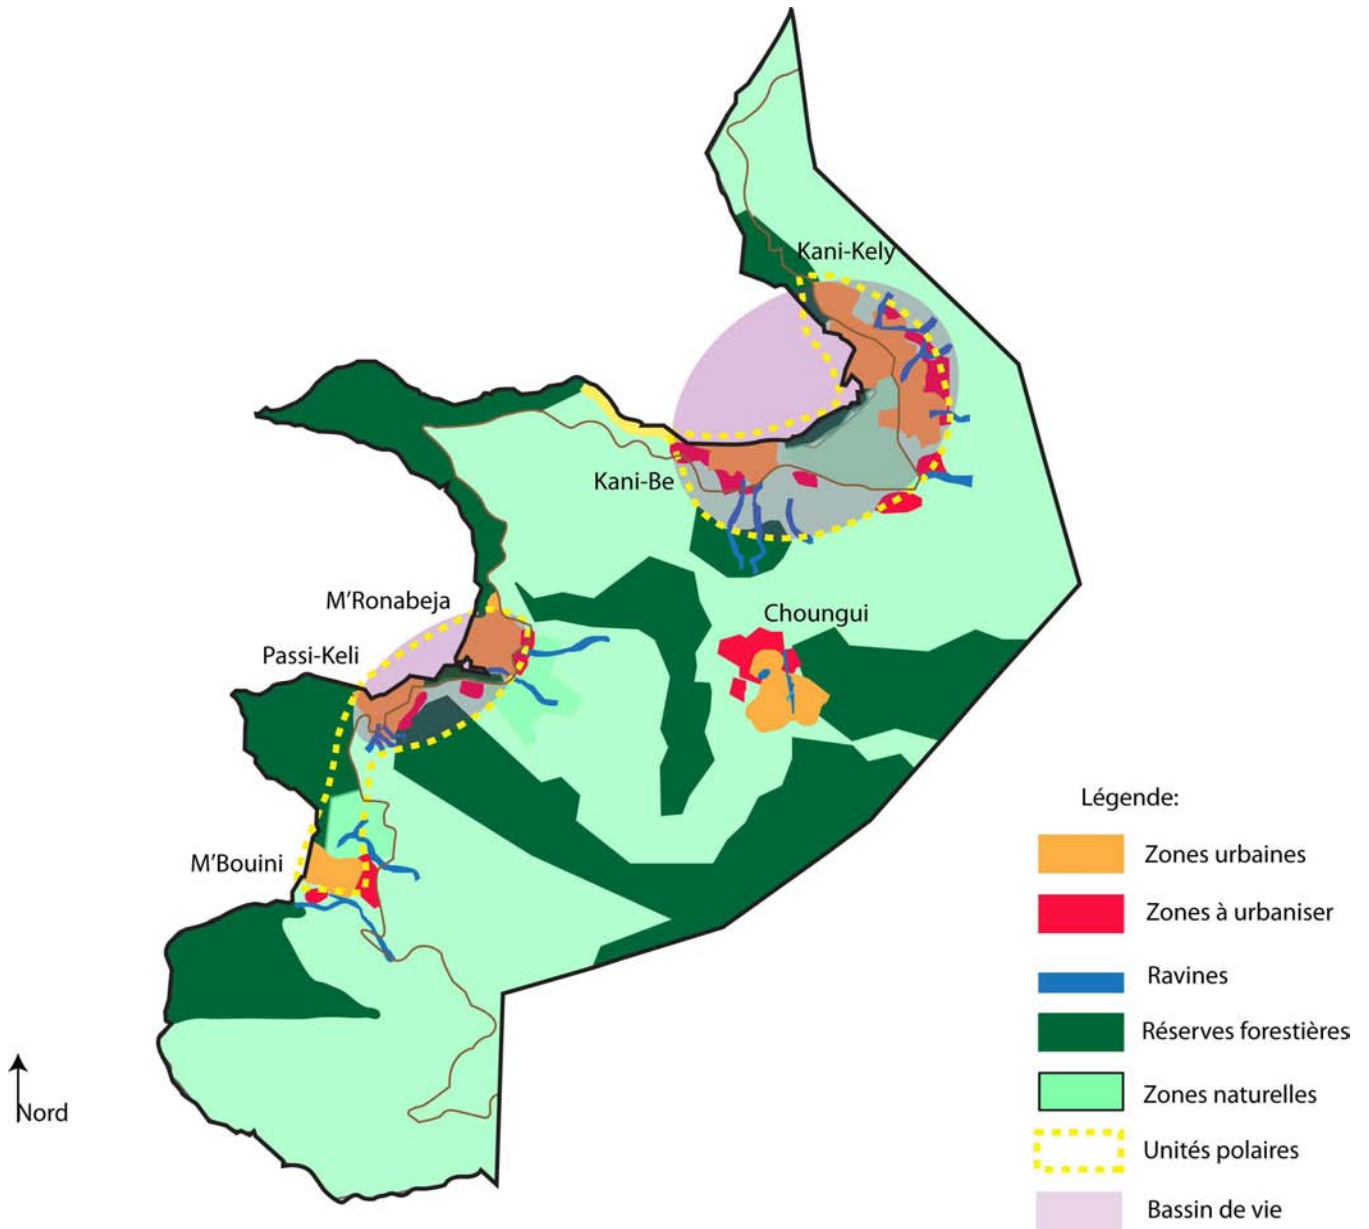 Kani-Kely
Kani-Be
M'Ronabeja
Choungui
Passi-Keli
M'Bouini
Nord
Légende:
Zones urbaines
Zones à urbaniser
Ravines
Réserves forestières
Zones naturelles
Unités polaires
Bassin de vie